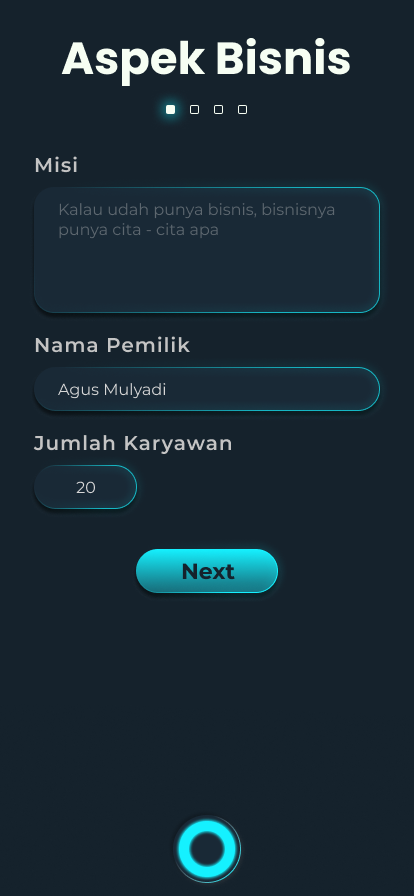 Aspek Bisnis
Misi
Kalau udah punya bisnis, bisnisnya
punya cita - cita apa
Nama Pemilik
Agus Mulyadi
Jumlah Karyawan
20
Next